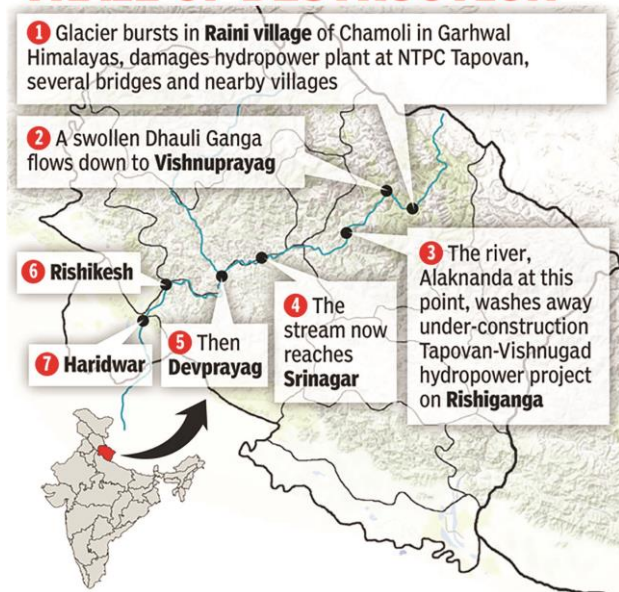 1 Glacier bursts in Raini village of Chamoli in Garhwal
Himalayas, damages hydropower plant at NTPC Tapovan,
several bridges and nearby villages
2 A swollen Dhauli Ganga
flows down to Vishnuprayag
3 The river,
Alaknanda at this
point, washes away
under-construction
Tapovan-Vishnugad
hydropower project
on Rishiganga
4 The
stream now
reaches
Srinagar
5 Then
Devprayag
6 Rishikesh
7 Haridwar